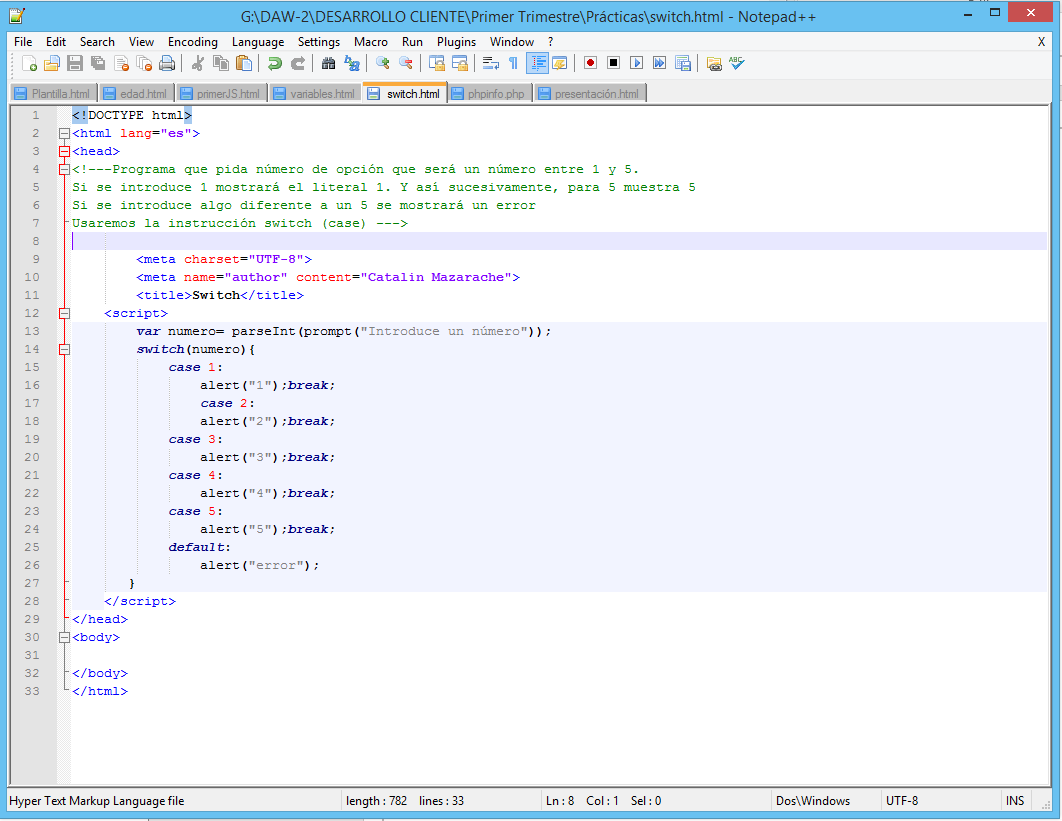 G:\DAW-2\DESARROLLO CLIENTE\Primer Trimestre\Prácticas\switch.html - Notepad++
File Edit Search View Encoding Language Settings Macro Run Plugins Window ? X
Plantilla.html edad.html primerJS.html variables.html switch.html phpinfo.php presentación.html
1 <!DOCTYPE html>
2 <html lang="es">
3 <head>
4 <!---Programa que pida número de opción que será un número entre 1 y 5.
5 Si se introduce 1 mostrará el literal 1. Y así sucesivamente, para 5 muestra 5
6 Si se introduce algo diferente a un 5 se mostrará un error
7 Usaremos la instrucción switch (case) --->
8
9 <meta charset="UTF-8">
10 <meta name="author" content="Catalin Mazarache">
11 <title>Switch</title>
12 <script>
13 var numero= parseInt(prompt("Introduce un número"));
14 switch(numero){
15 case 1:
16 alert("1");break;
17 case 2:
18 alert("2");break;
19 case 3:
20 alert("3");break;
21 case 4:
22 alert("4");break;
23 case 5:
24 alert("5");break;
25 default:
26 alert("error");
27 }
28 </script>
29 </head>
30 <body>
31
32 </body>
33 </html>
Hyper Text Markup Language file length : 782 lines : 33 Ln : 8 Col : 1 Sel : 0 Dos\Windows UTF-8 INS